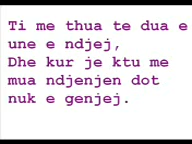 Ti me thua te dua e
une e ndjej,
Dhe kur je ktu me
mua ndjenjen dot
nuk e genjej.